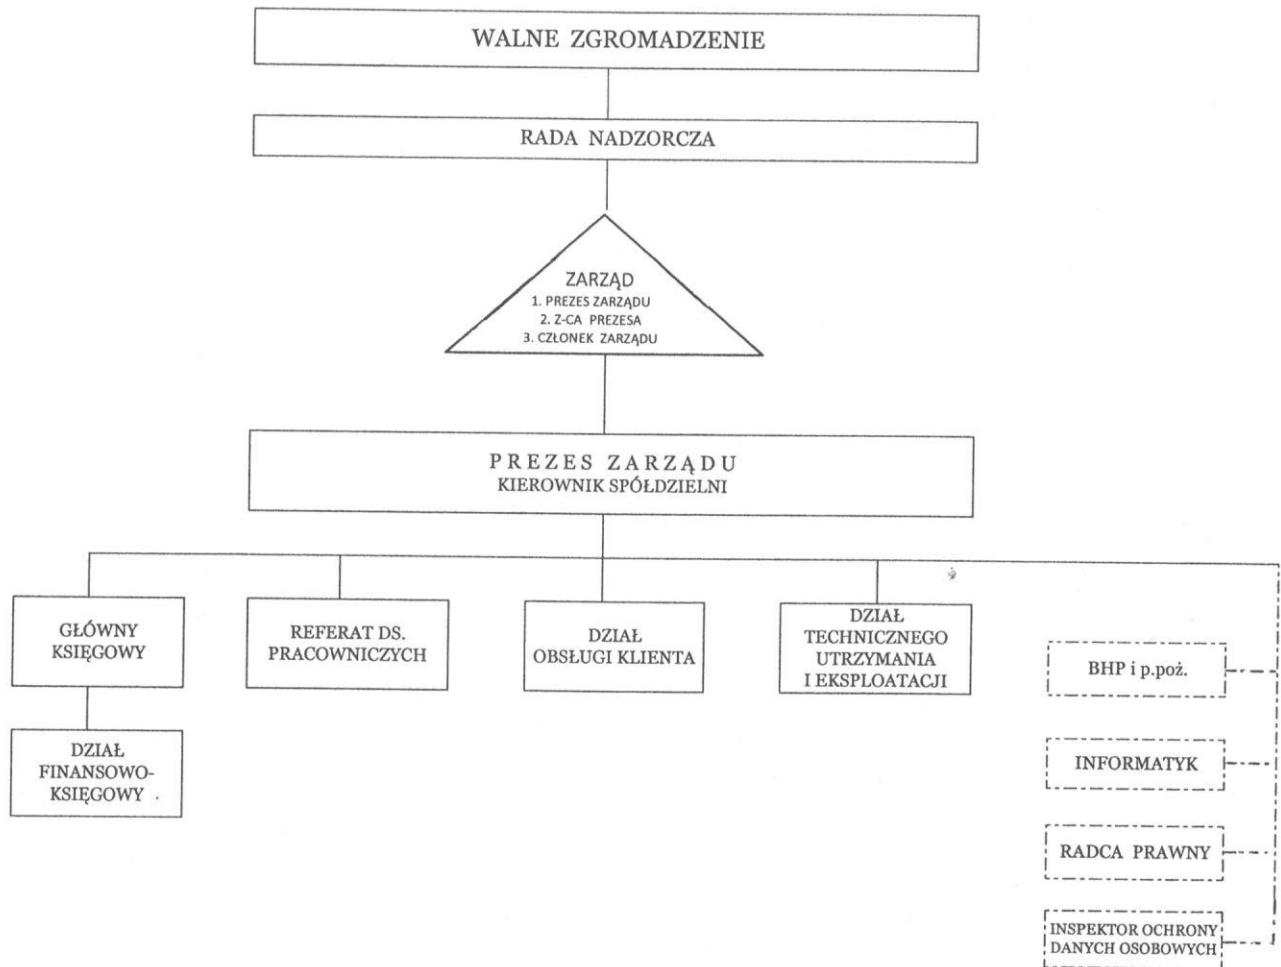 WALNE ZGROMADZENIE
RADA NADZORCZA
ZARZĄD
1. PREZES ZARZĄDU
2. Z-CA PREZESA
3. CZŁONEK ZARZĄDU
PREZES ZARZĄDU
KIEROWNIK SPÓŁDZIELNI
GŁÓWNY
KSIĘGOWY
REFERAT DS.
PRACOWNICZYCH
DZIAŁ
OBSŁUGI KLIENTA
DZIAŁ
TECHNICZNEGO
UTRZYMANIA
I EKSPLOATACJI
BHP i p.poż.
DZIAŁ
FINANSOWO-
KSIĘGOWY
INFORMATYK
RADCA PRAWNY
INSPEKTOR OCHRONY
DANYCH OSOBOWYCH